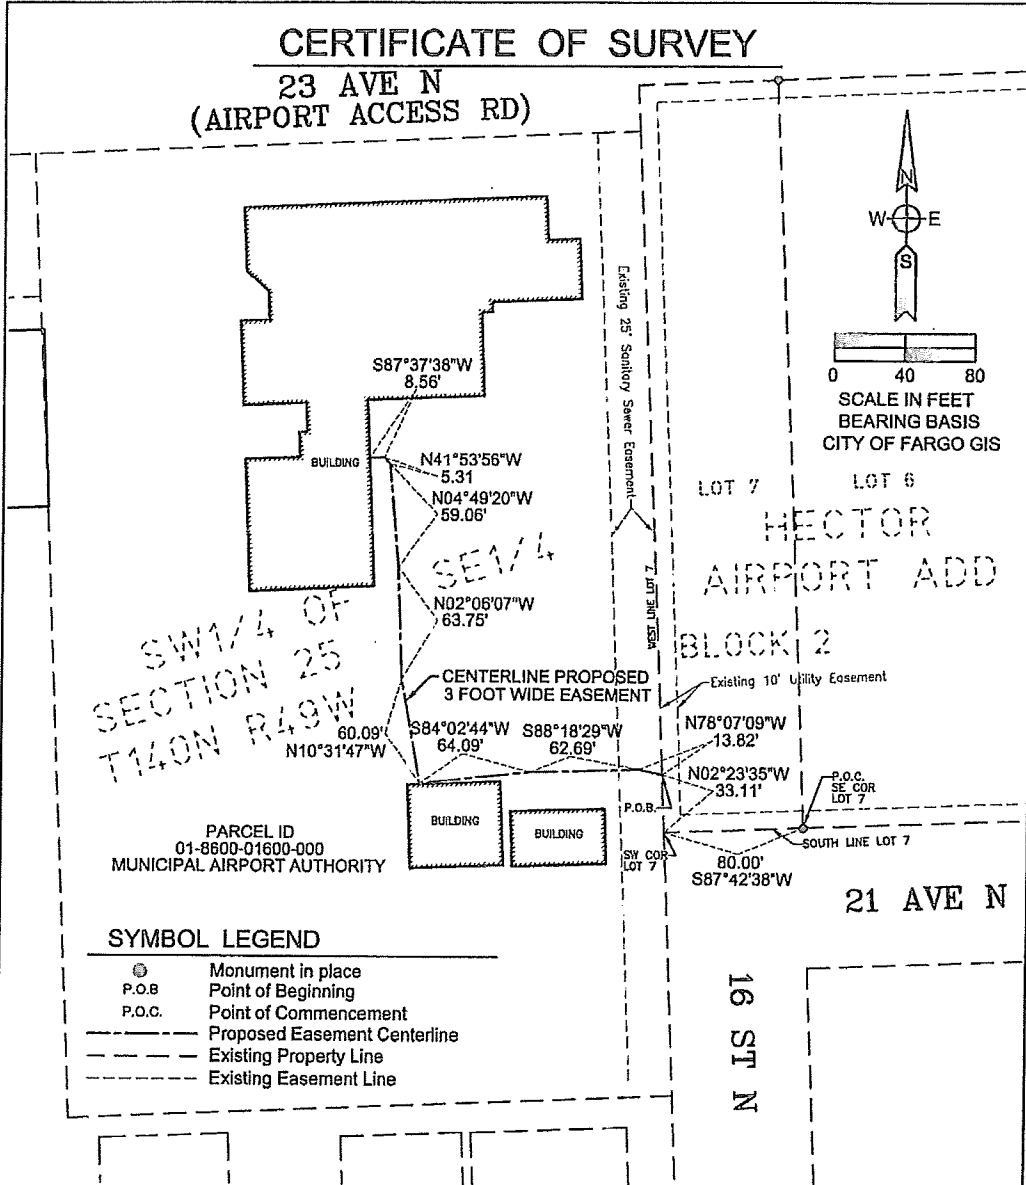 CERTIFICATE OF SURVEY
23 AVE N
(AIRPORT ACCESS RD)
N
W E
S
0 40 80
SCALE IN FEET
BEARING BASIS
CITY OF FARGO GIS
Existing 25' Sanitary Sewer Easement
S87°37'38"W
8.56'
BUILDING
N41°53'56"W
5.31
N04°49'20"W
59.06'
LOT 7
LOT 6
HECTOR
AIRPORT ADD
BLOCK 2
SE1/4
SW1/4 OF
SECTION 25
T140N R49W
WEST LINE LOT 7
N02°06'07"W
63.75'
CENTERLINE PROPOSED
3 FOOT WIDE EASEMENT
Existing 10' Utility Easement
60.09'
N10°31'47"W
S84°02'44"W
64.09'
S88°18'29"W
62.69'
N78°07'09"W
13.82'
N02°23'35"W
33.11'
P.O.C.
SE COR
LOT 7
P.O.B.
BUILDING
BUILDING
SW COR
LOT 7
SOUTH LINE LOT 7
80.00'
S87°42'38"W
PARCEL ID
01-8600-01600-000
MUNICIPAL AIRPORT AUTHORITY
21 AVE N
16 ST N
SYMBOL LEGEND
Monument in place
P.O.B Point of Beginning
P.O.C. Point of Commencement
Proposed Easement Centerline
Existing Property Line
Existing Easement Line